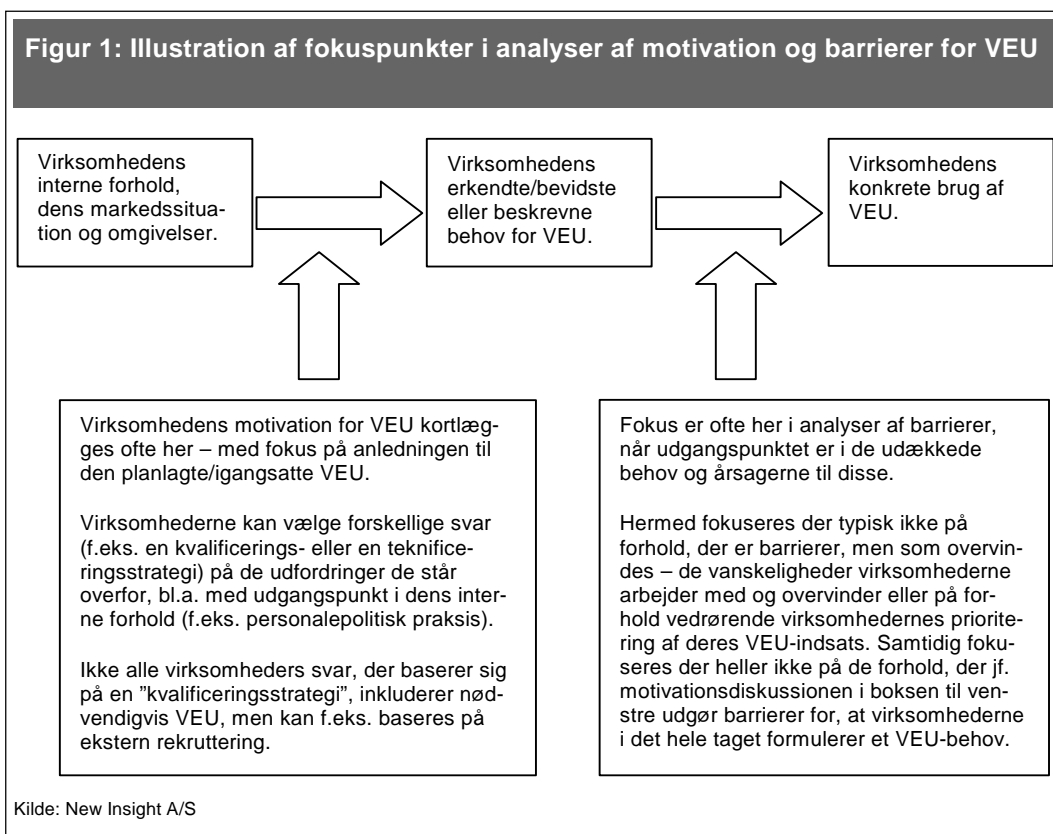 Figur 1: Illustration af fokuspunkter i analyser af motivation og barrierer for VEU
Virksomhedens
interne forhold,
dens markedssitua-
tion og omgivelser.
Virksomhedens
erkendte/bevidste
eller beskrevne
behov for VEU.
Virksomhedens
konkrete brug af
VEU.
Virksomhedens motivation for VEU kortlæg-
ges ofte her – med fokus på anledningen til
den planlagte/igangsatte VEU.
Virksomhederne kan vælge forskellige svar
(f.eks. en kvalificerings- eller en teknifice-
ringsstrategi) på de udfordringer de står
overfor, bl.a. med udgangspunkt i dens inter-
ne forhold (f.eks. personalepolitisk praksis).
Ikke alle virksomheders svar, der baserer sig
på en ”kvalificeringsstrategi”, inkluderer nød-
vendigvis VEU, men kan f.eks. baseres på
ekstern rekruttering.
Fokus er ofte her i analyser af barrierer,
når udgangspunktet er i de udækkede
behov og årsagerne til disse.
Hermed fokuseres der typisk ikke på
forhold, der er barrierer, men som overvin-
des – de vanskeligheder virksomhederne
arbejder med og overvinder eller på for-
hold vedrørende virksomhedernes priorite-
ring af deres VEU-indsats. Samtidig foku-
seres der heller ikke på de forhold, der jf.
motivationsdiskussionen i boksen til ven-
stre udgør barrierer for, at virksomhederne
i det hele taget formulerer et VEU-behov.
Kilde: New Insight A/S